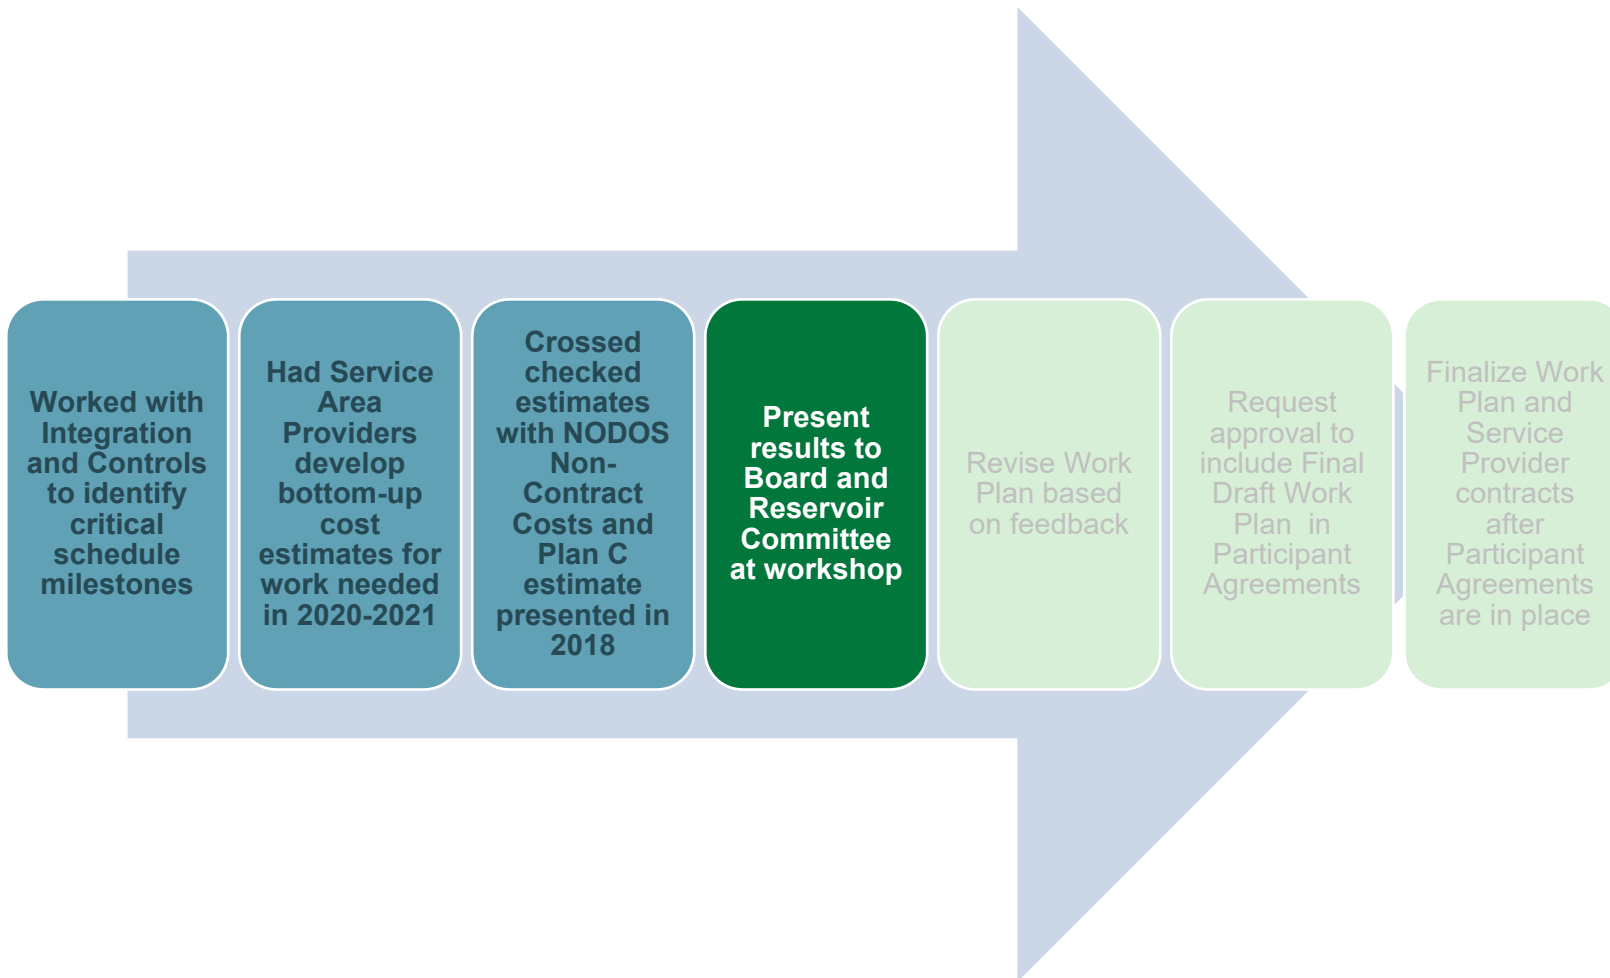 Worked with
Integration
and Controls
to identify
critical
schedule
milestones
Had Service
Area
Providers
develop
bottom-up
cost
estimates for
work needed
in 2020-2021
Crossed
checked
estimates
with NODOS
Non-
Contract
Costs and
Plan C
estimate
presented in
2018
Present
results to
Board and
Reservoir
Committee
at workshop
Revise Work
Plan based
on feedback
Request
approval to
include Final
Draft Work
Plan in
Participant
Agreements
Finalize Work
Plan and
Service
Provider
contracts
after
Participant
Agreements
are in place